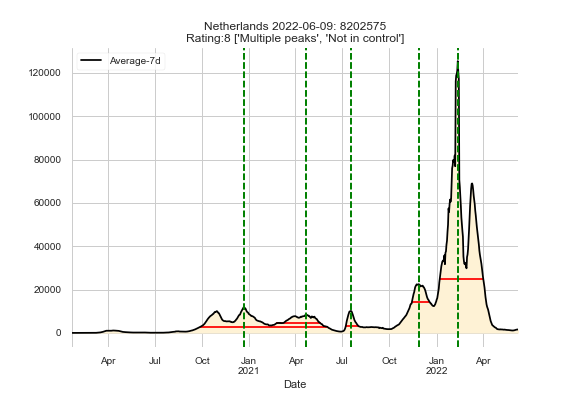 Netherlands 2022-06-09: 8202575
Rating:8 ['Multiple peaks', 'Not in control']
Average-7d
120000
100000
80000
60000
40000
20000
0
Apr Jul Oct Jan Apr Jul Oct Jan Apr
2021 2022
Date